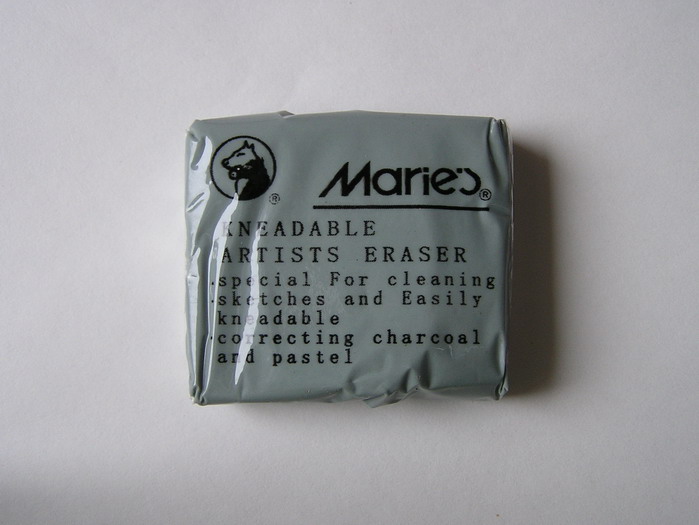 Marie's®
®
KNEADABLE
ARTISTS ERASER
·special For cleaning
·sketches and Easily
kneadable
·correcting charcoal
and pastel